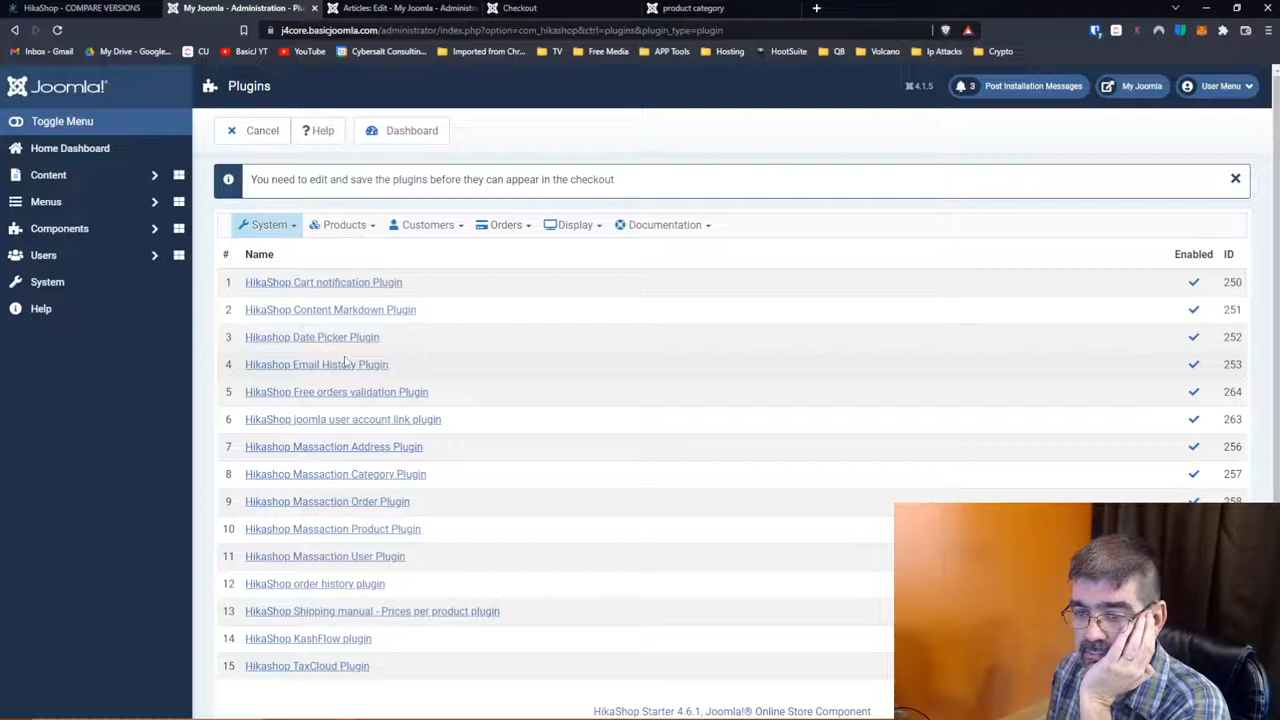 HikaShop - COMPARE VERSIONS
My Joomla - Administration - Plu
Articles: Edit - My Joomla - Administr
Checkout
product category
j4core.basicjoomla.com/administrator/index.php?option=com_hikashop&ctrl=plugins&plugin_type=plugin
Inbox - Gmail
My Drive - Google...
CU
BasicJ YT
YouTube
Cybersalt Consultin...
Imported from Chr...
TV
Free Media
APP Tools
Hosting
HootSuite
QB
Volcano
Ip Attacks
Crypto
Joomla!®
Plugins
4.1.5
3 Post Installation Messages
My Joomla
User Menu
Toggle Menu
Home Dashboard
Content
Menus
Components
Users
System
Help
Cancel
? Help
Dashboard
You need to edit and save the plugins before they can appear in the checkout
System Products Customers Orders Display Documentation
# Name Enabled ID
1 HikaShop Cart notification Plugin 250
2 HikaShop Content Markdown Plugin 251
3 Hikashop Date Picker Plugin 252
4 Hikashop Email History Plugin 253
5 HikaShop Free orders validation Plugin 264
6 HikaShop joomla user account link plugin 263
7 Hikashop Massaction Address Plugin 256
8 Hikashop Massaction Category Plugin 257
9 Hikashop Massaction Order Plugin 258
10 Hikashop Massaction Product Plugin
11 Hikashop Massaction User Plugin
12 HikaShop order history plugin
13 HikaShop Shipping manual - Prices per product plugin
14 HikaShop KashFlow plugin
15 Hikashop TaxCloud Plugin
HikaShop Starter 4.6.1, Joomla!® Online Store Component